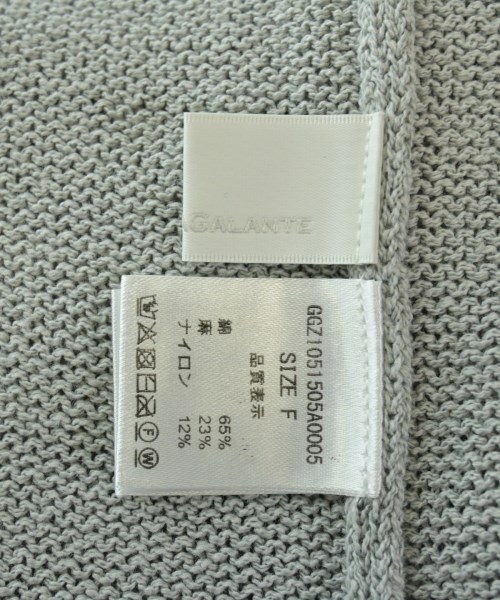 GALANTE
GGZ1051505A0005
SIZE F
品質表示
綿 65%
麻 23%
ナイロン 12%
F W